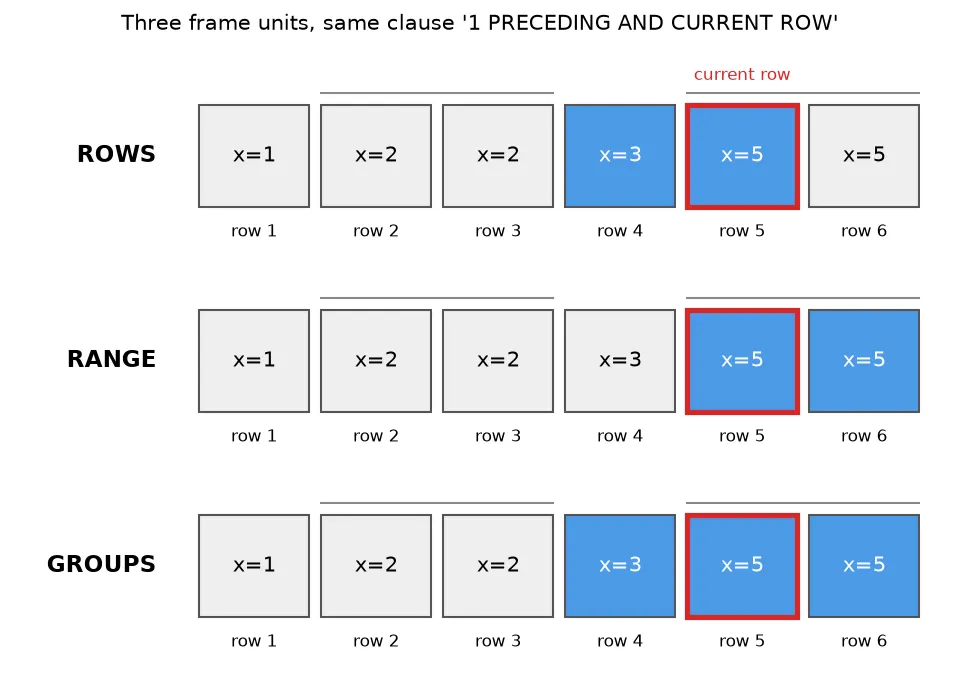 Three frame units, same clause '1 PRECEDING AND CURRENT ROW'
current row
ROWS x=1 x=2 x=2 x=3 x=5 x=5
row 1 row 2 row 3 row 4 row 5 row 6
RANGE x=1 x=2 x=2 x=3 x=5 x=5
row 1 row 2 row 3 row 4 row 5 row 6
GROUPS x=1 x=2 x=2 x=3 x=5 x=5
row 1 row 2 row 3 row 4 row 5 row 6